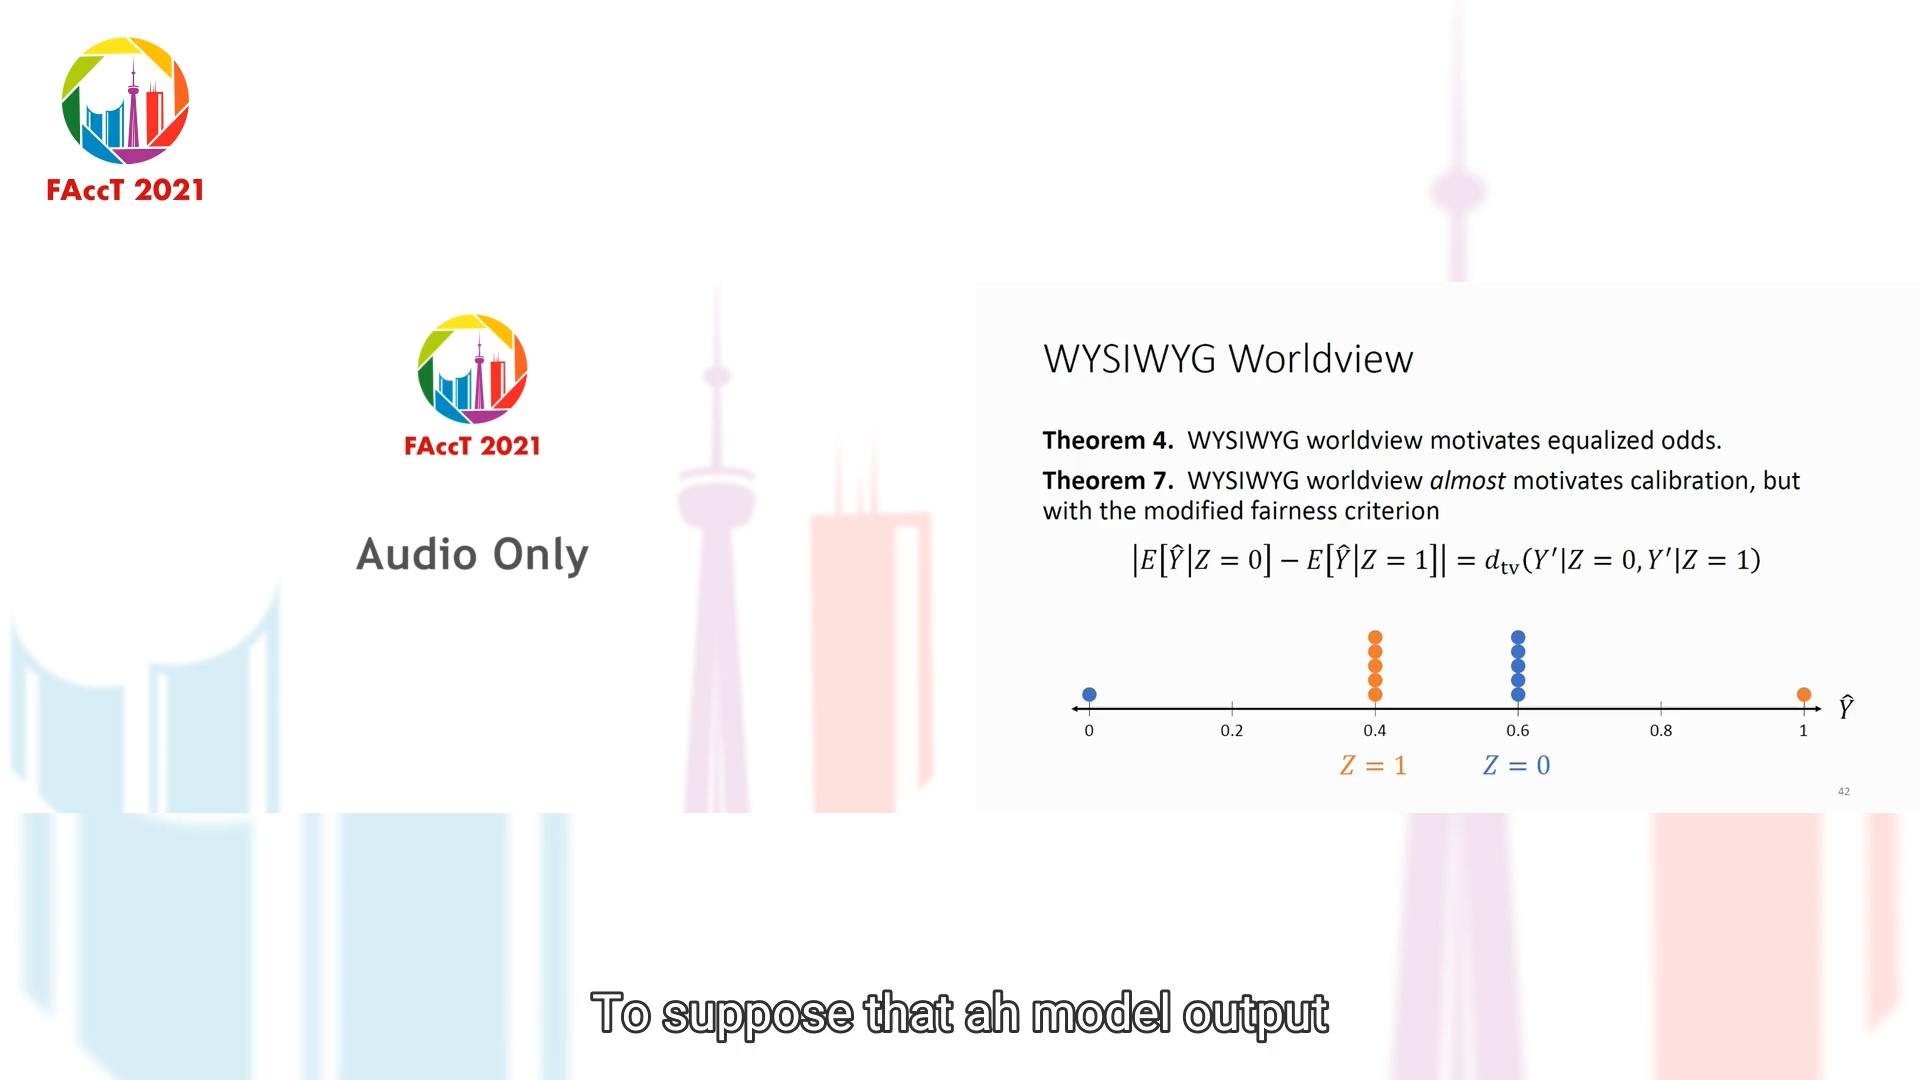 FAccT 2021
FAccT 2021
Audio Only
WYSIWYG Worldview
Theorem 4. WYSIWYG worldview motivates equalized odds.
Theorem 7. WYSIWYG worldview almost motivates calibration, but
with the modified fairness criterion
|E[Ŷ|Z = 0] − E[Ŷ|Z = 1]| = d_tv(Y′|Z = 0, Y′|Z = 1)
Ŷ
0 0.2 0.4 0.6 0.8 1
Z = 1 Z = 0
42
To suppose that ah model output